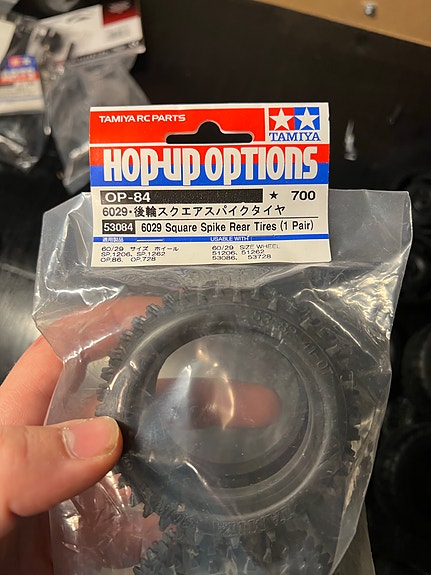 TAMIYA RC PARTS
TAMIYA
HOP-UP OPTIONS
OP-84 ★ 700
6029・後輪スクエアスパイクタイヤ
53084 6029 Square Spike Rear Tires (1 Pair)
適用製品 USABLE WITH
60/29 サイズ ホイール 60/29 SIZE WHEEL
SP.1206, SP.1262 51206, 51262
OP.86, OP.728 53086, 53728